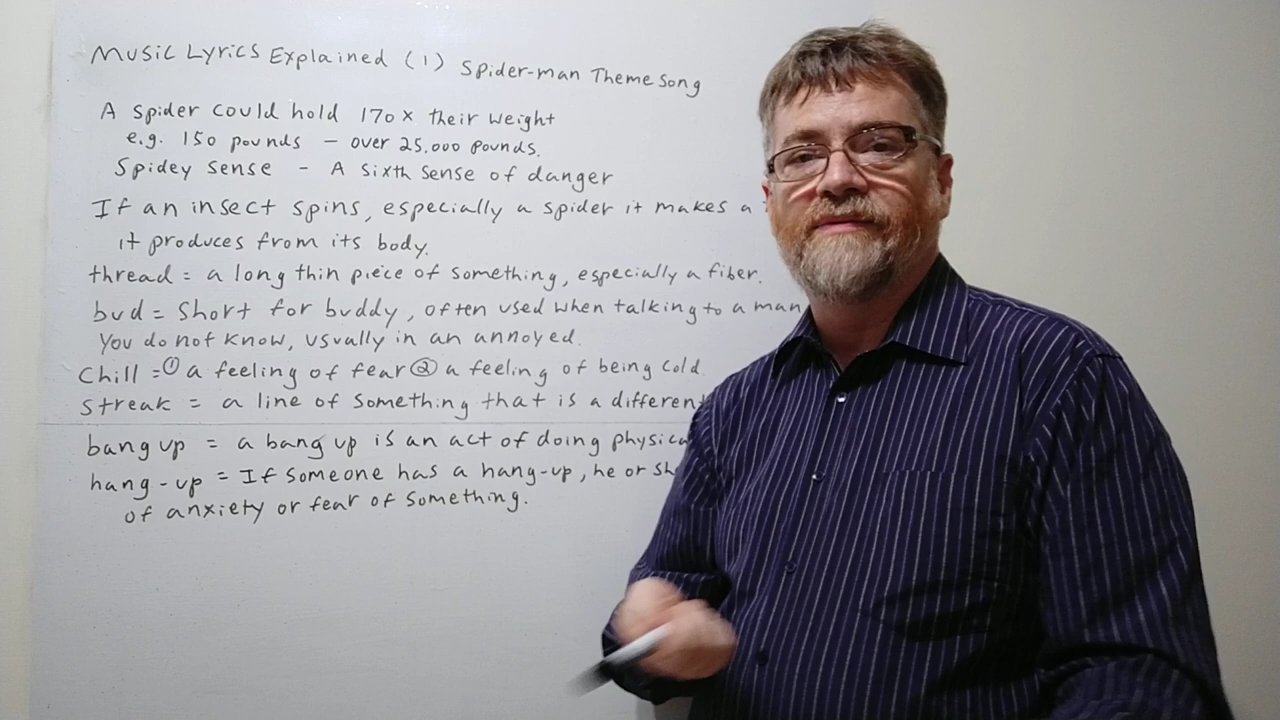 Music Lyrics Explained (1) Spider-man Theme Song
A spider could hold 170x their weight
e.g. 150 pounds – over 25,000 pounds.
Spidey Sense – A sixth sense of danger
If an insect spins, especially a spider it makes a
it produces from its body.
thread = a long thin piece of something, especially a fiber.
bud = Short for buddy, often used when talking to a man
You do not know, usually in an annoyed.
Chill = ① a feeling of fear ② a feeling of being cold.
Streak = a line of something that is a different
bang up = a bang up is an act of doing
hang-up = If someone has a hang-up, he or
of anxiety or fear of something.